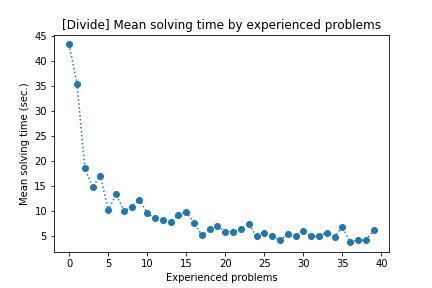 [Divide] Mean solving time by experienced problems
45
40
35
30
25
20
15
10
5
Mean solving time (sec.)
0 5 10 15 20 25 30 35 40
Experienced problems